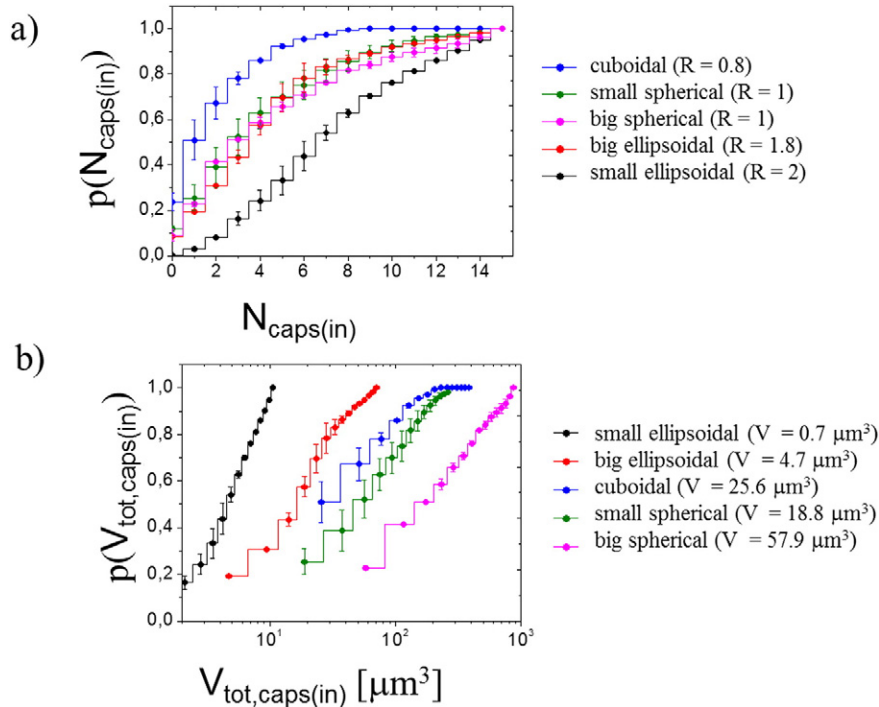 a)
p(N_caps(in))
1,0
0,8
0,6
0,4
0,2
0,0
0 2 4 6 8 10 12 14
N_caps(in)
cuboidal (R = 0.8)
small spherical (R = 1)
big spherical (R = 1)
big ellipsoidal (R = 1.8)
small ellipsoidal (R = 2)
b)
p(V_tot,caps(in))
1,0
0,8
0,6
0,4
0,2
0,0
10¹ 10² 10³
V_tot,caps(in) [µm³]
small ellipsoidal (V = 0.7 µm³)
big ellipsoidal (V = 4.7 µm³)
cuboidal (V = 25.6 µm³)
small spherical (V = 18.8 µm³)
big spherical (V = 57.9 µm³)